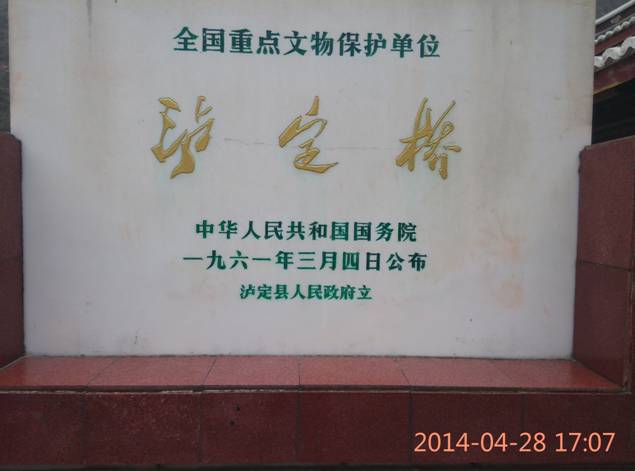 全国重点文物保护单位
泸定桥
中华人民共和国国务院
一九六一年三月四日公布
泸定县人民政府立
2014-04-28 17:07